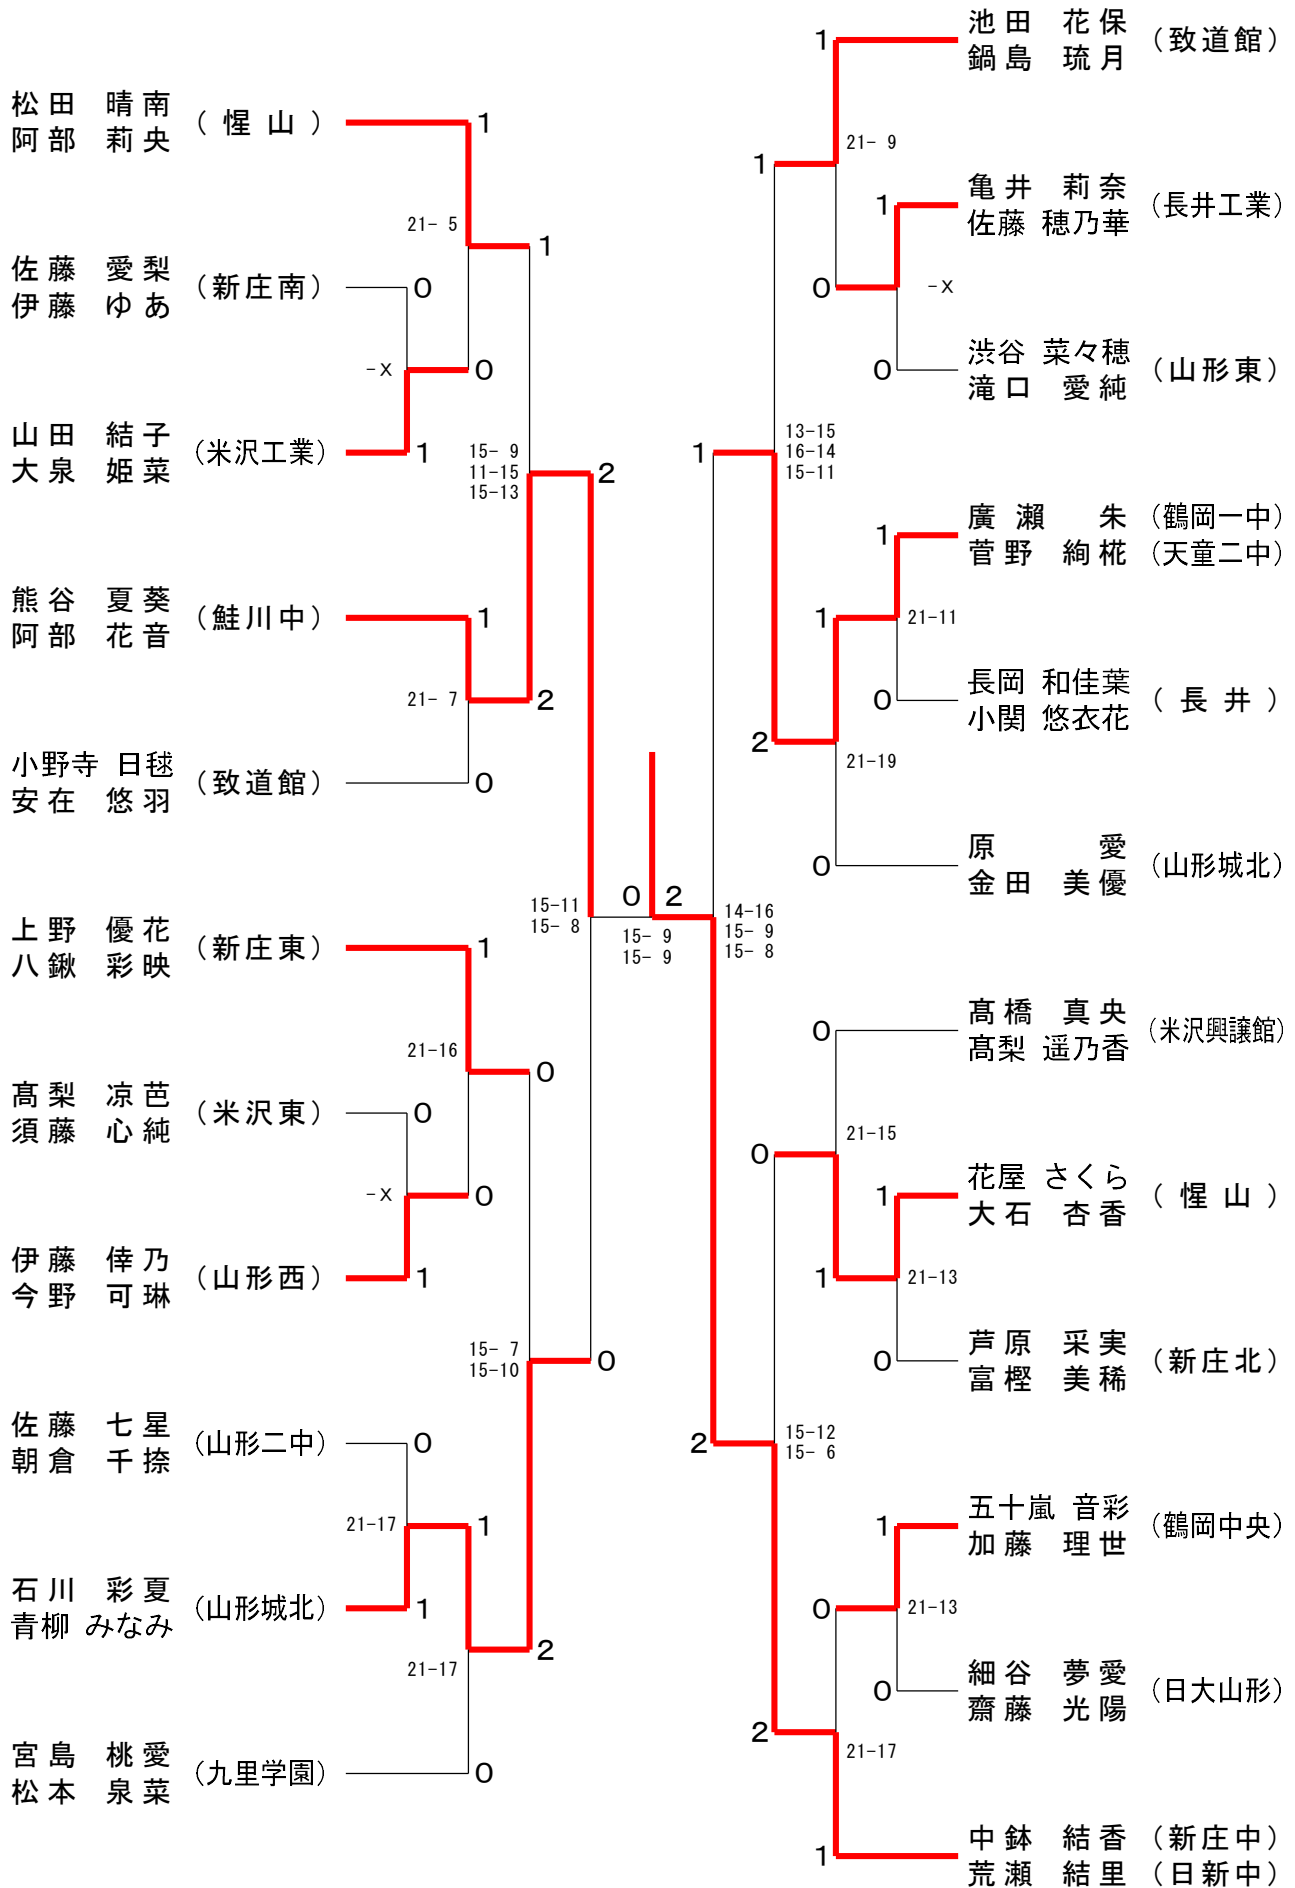 松田 晴南
阿部 莉央
(惺山)
1
21- 5
1
佐藤 愛梨
伊藤 ゆあ
(新庄南)
0
-X
0
山田 結子
大泉 姫菜
(米沢工業)
1
15- 9
11-15
15-13
2
熊谷 夏葵
阿部 花音
(鮭川中)
1
21- 7
2
小野寺 日毬
安在 悠羽
(致道館)
0
15-11
15- 8
上野 優花
八鍬 彩映
(新庄東)
1
21-16
0
髙梨 凉芭
須藤 心純
(米沢東)
0
-X
0
伊藤 倖乃
今野 可琳
(山形西)
1
15- 7
15-10
0
佐藤 七星
朝倉 千捺
(山形二中)
0
21-17
1
石川 彩夏
青柳 みなみ
(山形城北)
1
21-17
2
宮島 桃愛
松本 泉菜
(九里学園)
0
0 2
15- 9
15- 9
1
池田 花保
鍋島 琉月
(致道館)
21- 9
1
1
亀井 莉奈
佐藤 穂乃華
(長井工業)
0
-X
0
渋谷 菜々穂
滝口 愛純
(山形東)
13-15
16-14
15-11
1
1
廣瀨 朱
菅野 絢椛
(鶴岡一中)
(天童二中)
1
21-11
0
長岡 和佳葉
小関 悠衣花
(長井)
2
21-19
0
原 愛
金田 美優
(山形城北)
14-16
15- 9
15- 8
0
髙橋 真央
髙梨 遥乃香
(米沢興譲館)
21-15
0
1
花屋 さくら
大石 杏香
(惺山)
1
21-13
0
芦原 采実
富樫 美稀
(新庄北)
2
15-12
15- 6
1
五十嵐 音彩
加藤 理世
(鶴岡中央)
0
21-13
0
細谷 夢愛
齋藤 光陽
(日大山形)
2
21-17
1
中鉢 結香
荒瀬 結里
(新庄中)
(日新中)